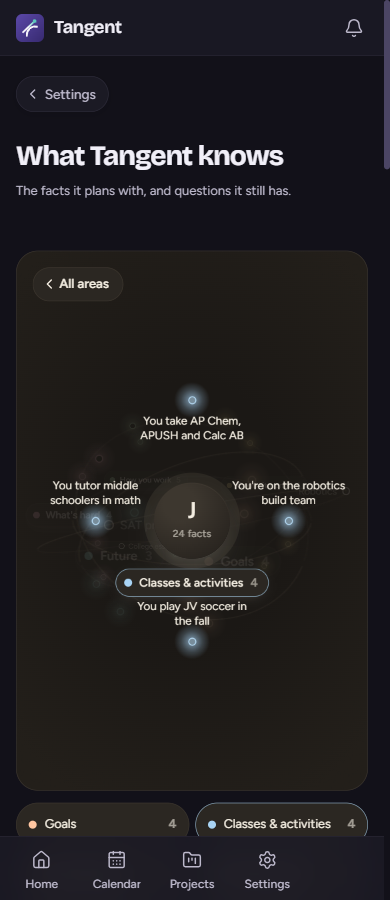 Tangent
Settings
What Tangent knows
The facts it plans with, and questions it still has.
All areas
You take AP Chem,
APUSH and Calc AB
You tutor middle
schoolers in math
You're on the robotics
build team
J
24 facts
Future
Goals 4
Classes & activities 4
You play JV soccer in
the fall
Goals 4
Classes & activities 4
Home
Calendar
Projects
Settings